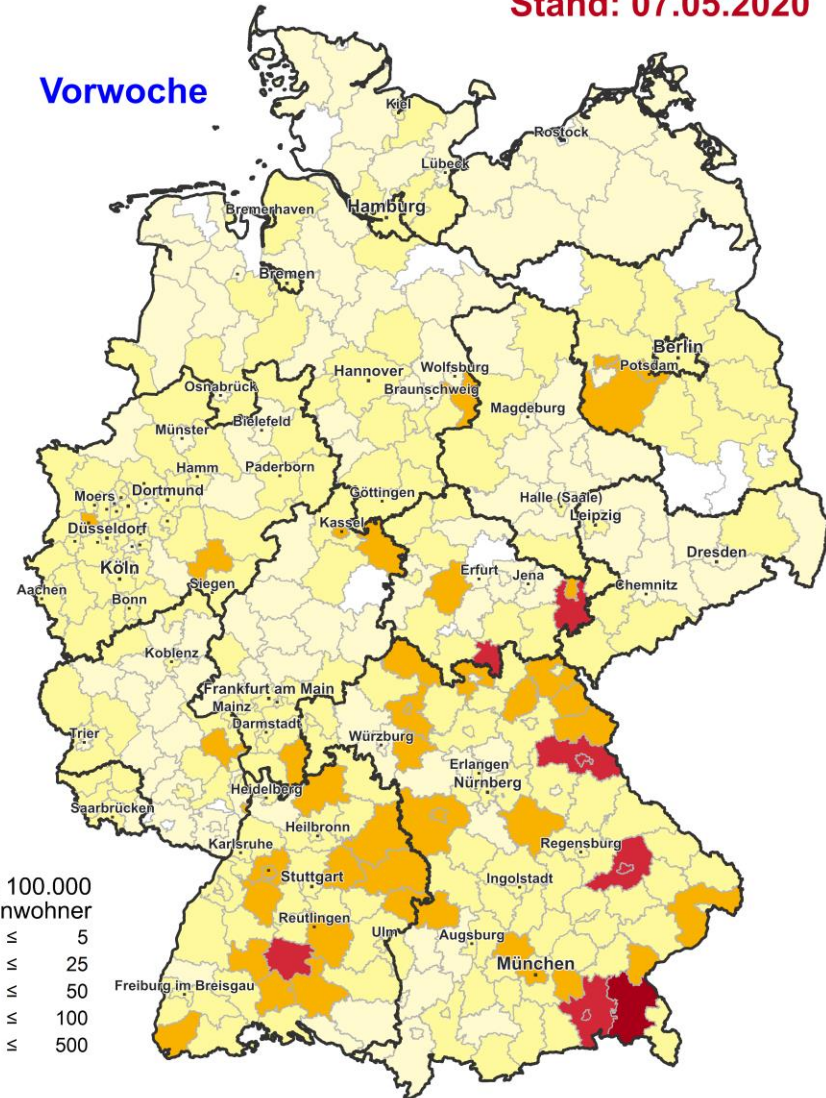 Stand: 07.05.2020
Vorwoche
Kiel
Rostock
Lübeck
Bremerhaven
Hamburg
Bremen
Berlin
Potsdam
Hannover
Wolfsburg
Braunschweig
Osnabrück
Magdeburg
Bielefeld
Münster
Hamm
Paderborn
Göttingen
Halle (Saale)
Moers
Dortmund
Leipzig
Düsseldorf
Kassel
Dresden
Köln
Erfurt
Jena
Chemnitz
Siegen
Aachen
Bonn
Koblenz
Frankfurt am Main
Mainz
Darmstadt
Trier
Würzburg
Erlangen
Nürnberg
Heidelberg
Saarbrücken
Heilbronn
Karlsruhe
Regensburg
Stuttgart
Ingolstadt
100.000
nwohner
Reutlingen
Ulm
Augsburg
≤ 5
≤ 25
München
Freiburg im Breisgau
≤ 50
≤ 100
≤ 500